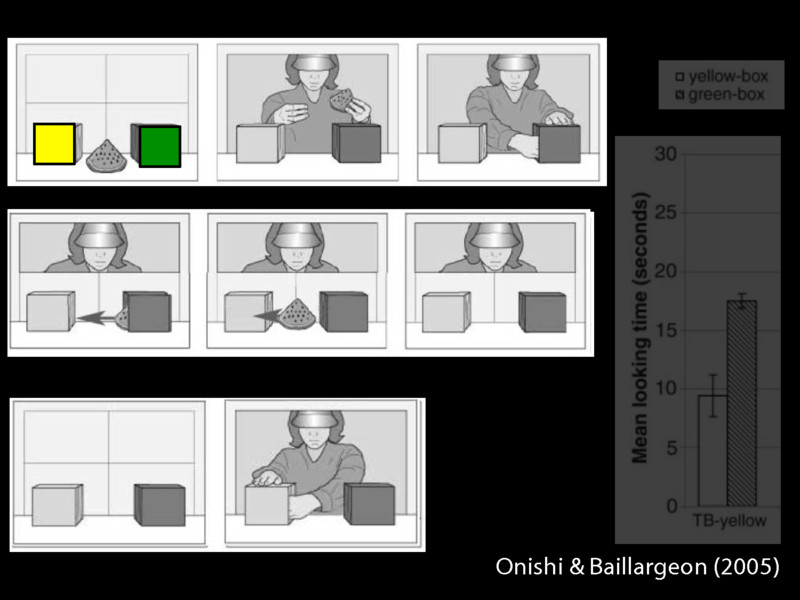 yellow-box
green-box
30
25
20
15
10
5
0
Mean looking time (seconds)
TB-yellow
Onishi & Baillargeon (2005)